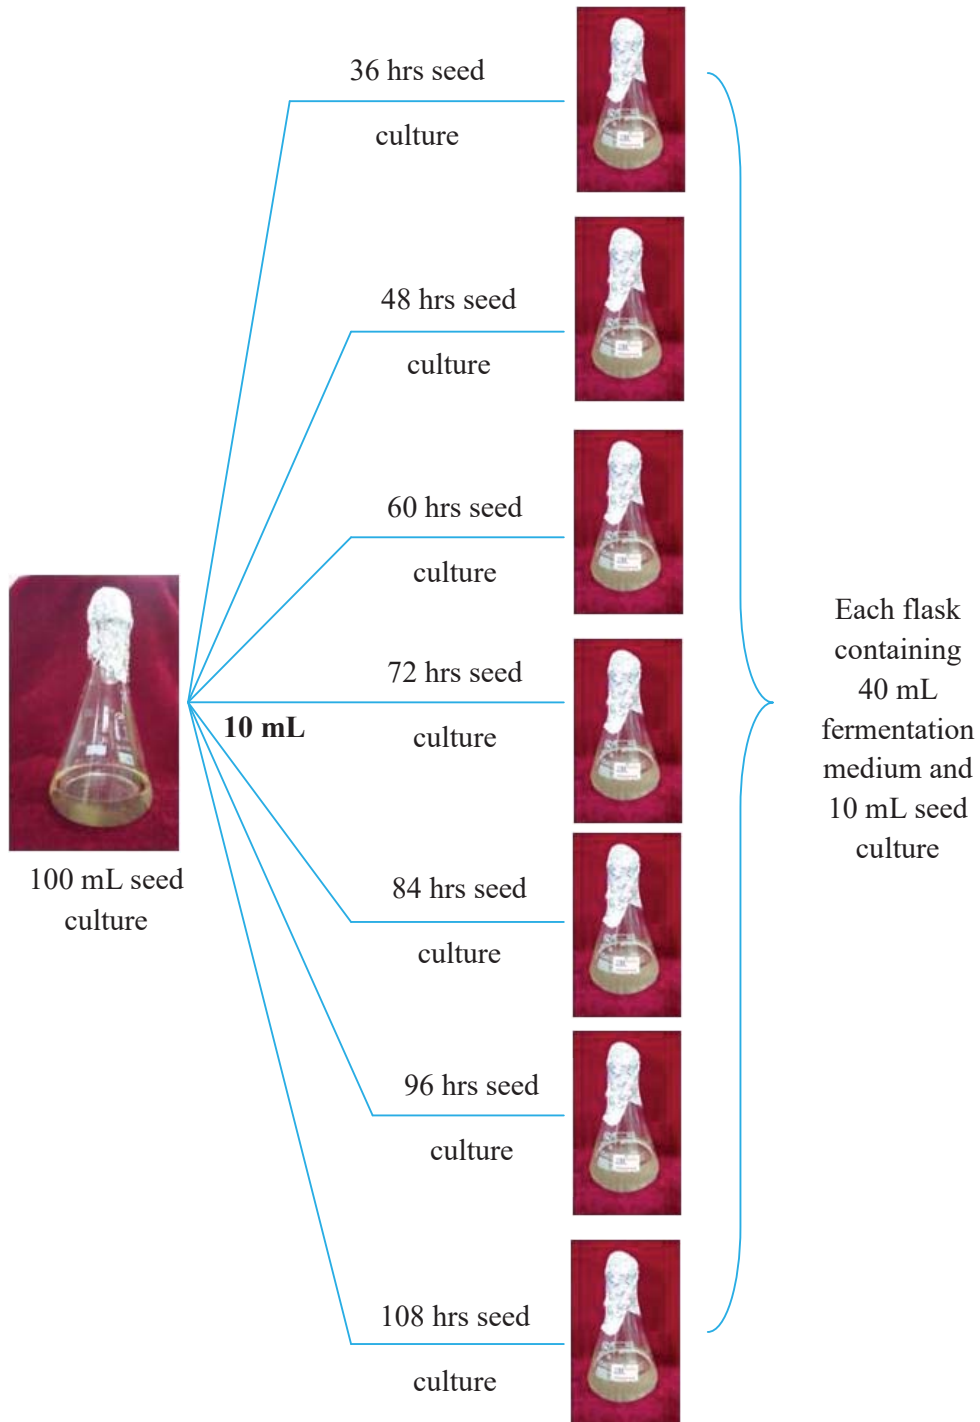 36 hrs seed
culture
48 hrs seed
culture
60 hrs seed
culture
72 hrs seed
culture
10 mL
84 hrs seed
culture
96 hrs seed
culture
108 hrs seed
culture
100 mL seed
culture
Each flask
containing
40 mL
fermentation
medium and
10 mL seed
culture